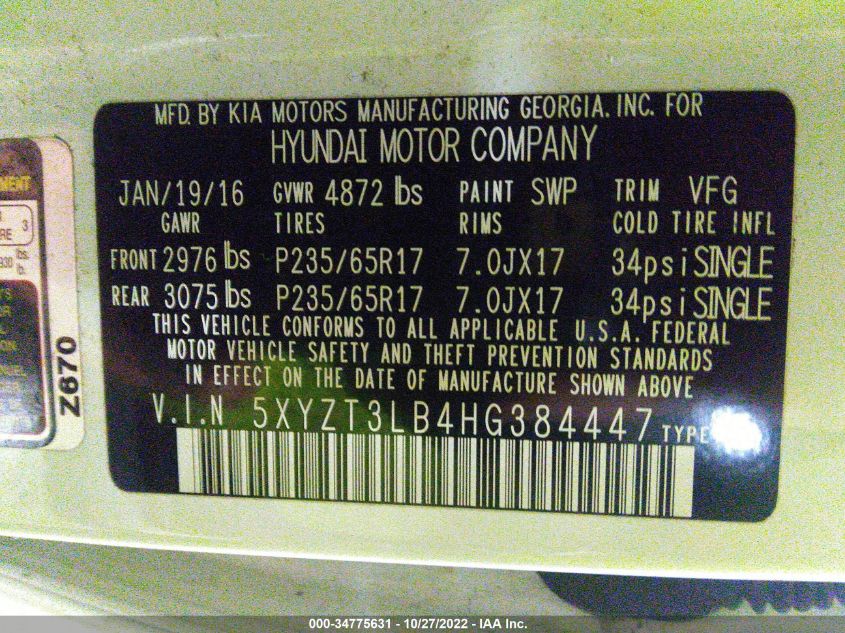 MFD. BY KIA MOTORS MANUFACTURING GEORGIA. INC. FOR
HYUNDAI MOTOR COMPANY
JAN/19/16 GVWR 4872 lbs PAINT SWP TRIM VFG
GAWR TIRES RIMS COLD TIRE INFL
FRONT 2976 lbs P235/65R17 7.0JX17 34psi SINGLE
REAR 3075 lbs P235/65R17 7.0JX17 34psi SINGLE
THIS VEHICLE CONFORMS TO ALL APPLICABLE U.S.A. FEDERAL
MOTOR VEHICLE SAFETY AND THEFT PREVENTION STANDARDS
IN EFFECT ON THE DATE OF MANUFACTURE SHOWN ABOVE
V.I.N 5XYZT3LB4HG384447 TYPE
Z670
3
lbs.
lb.
000-34775631 - 10/27/2022 - IAA Inc.